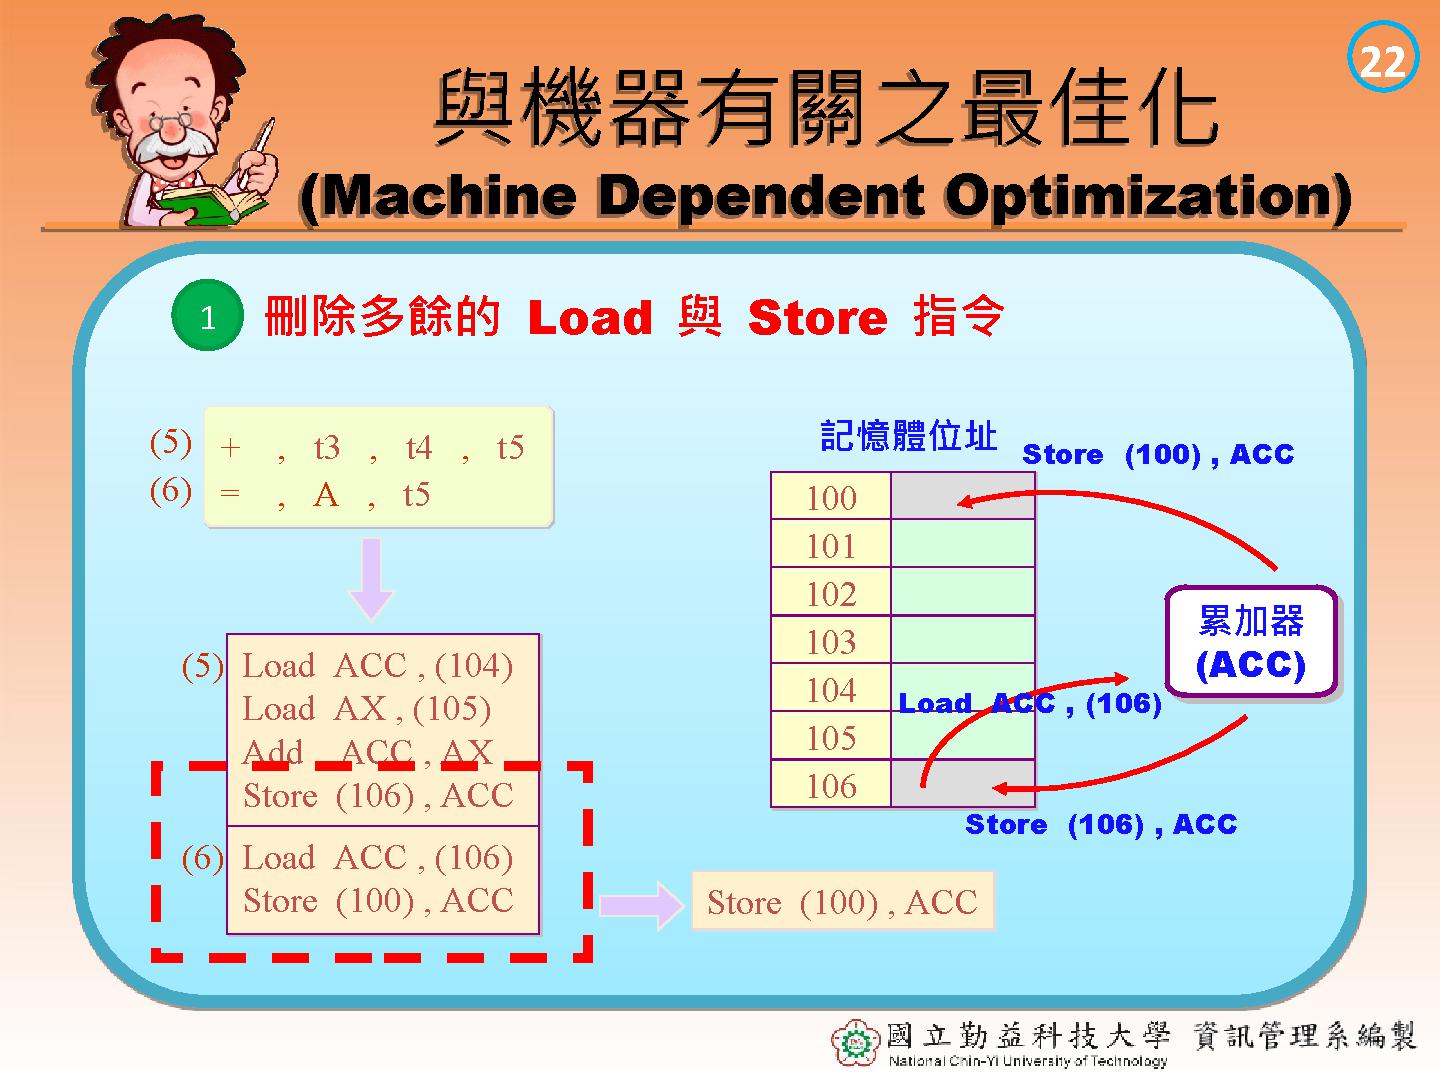 22
與機器有關之最佳化
(Machine Dependent Optimization)
1 刪除多餘的 Load 與 Store 指令
(5) + , t3 , t4 , t5
(6) = , A , t5
(5) Load ACC , (104)
Load AX , (105)
Add ACC , AX
Store (106) , ACC
(6) Load ACC , (106)
Store (100) , ACC
Store (100) , ACC
記憶體位址
Store (100) , ACC
100
101
102
103
104
105
106
累加器
(ACC)
Load ACC , (106)
Store (106) , ACC
國立勤益科技大學 資訊管理系編製
National Chin-Yi University of Technology